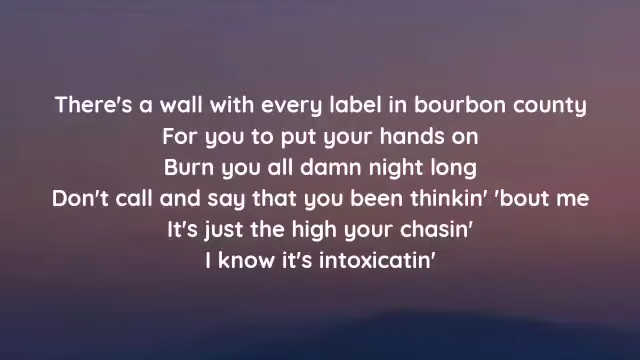 There's a wall with every label in bourbon county
For you to put your hands on
Burn you all damn night long
Don't call and say that you been thinkin' 'bout me
It's just the high your chasin'
I know it's intoxicatin'